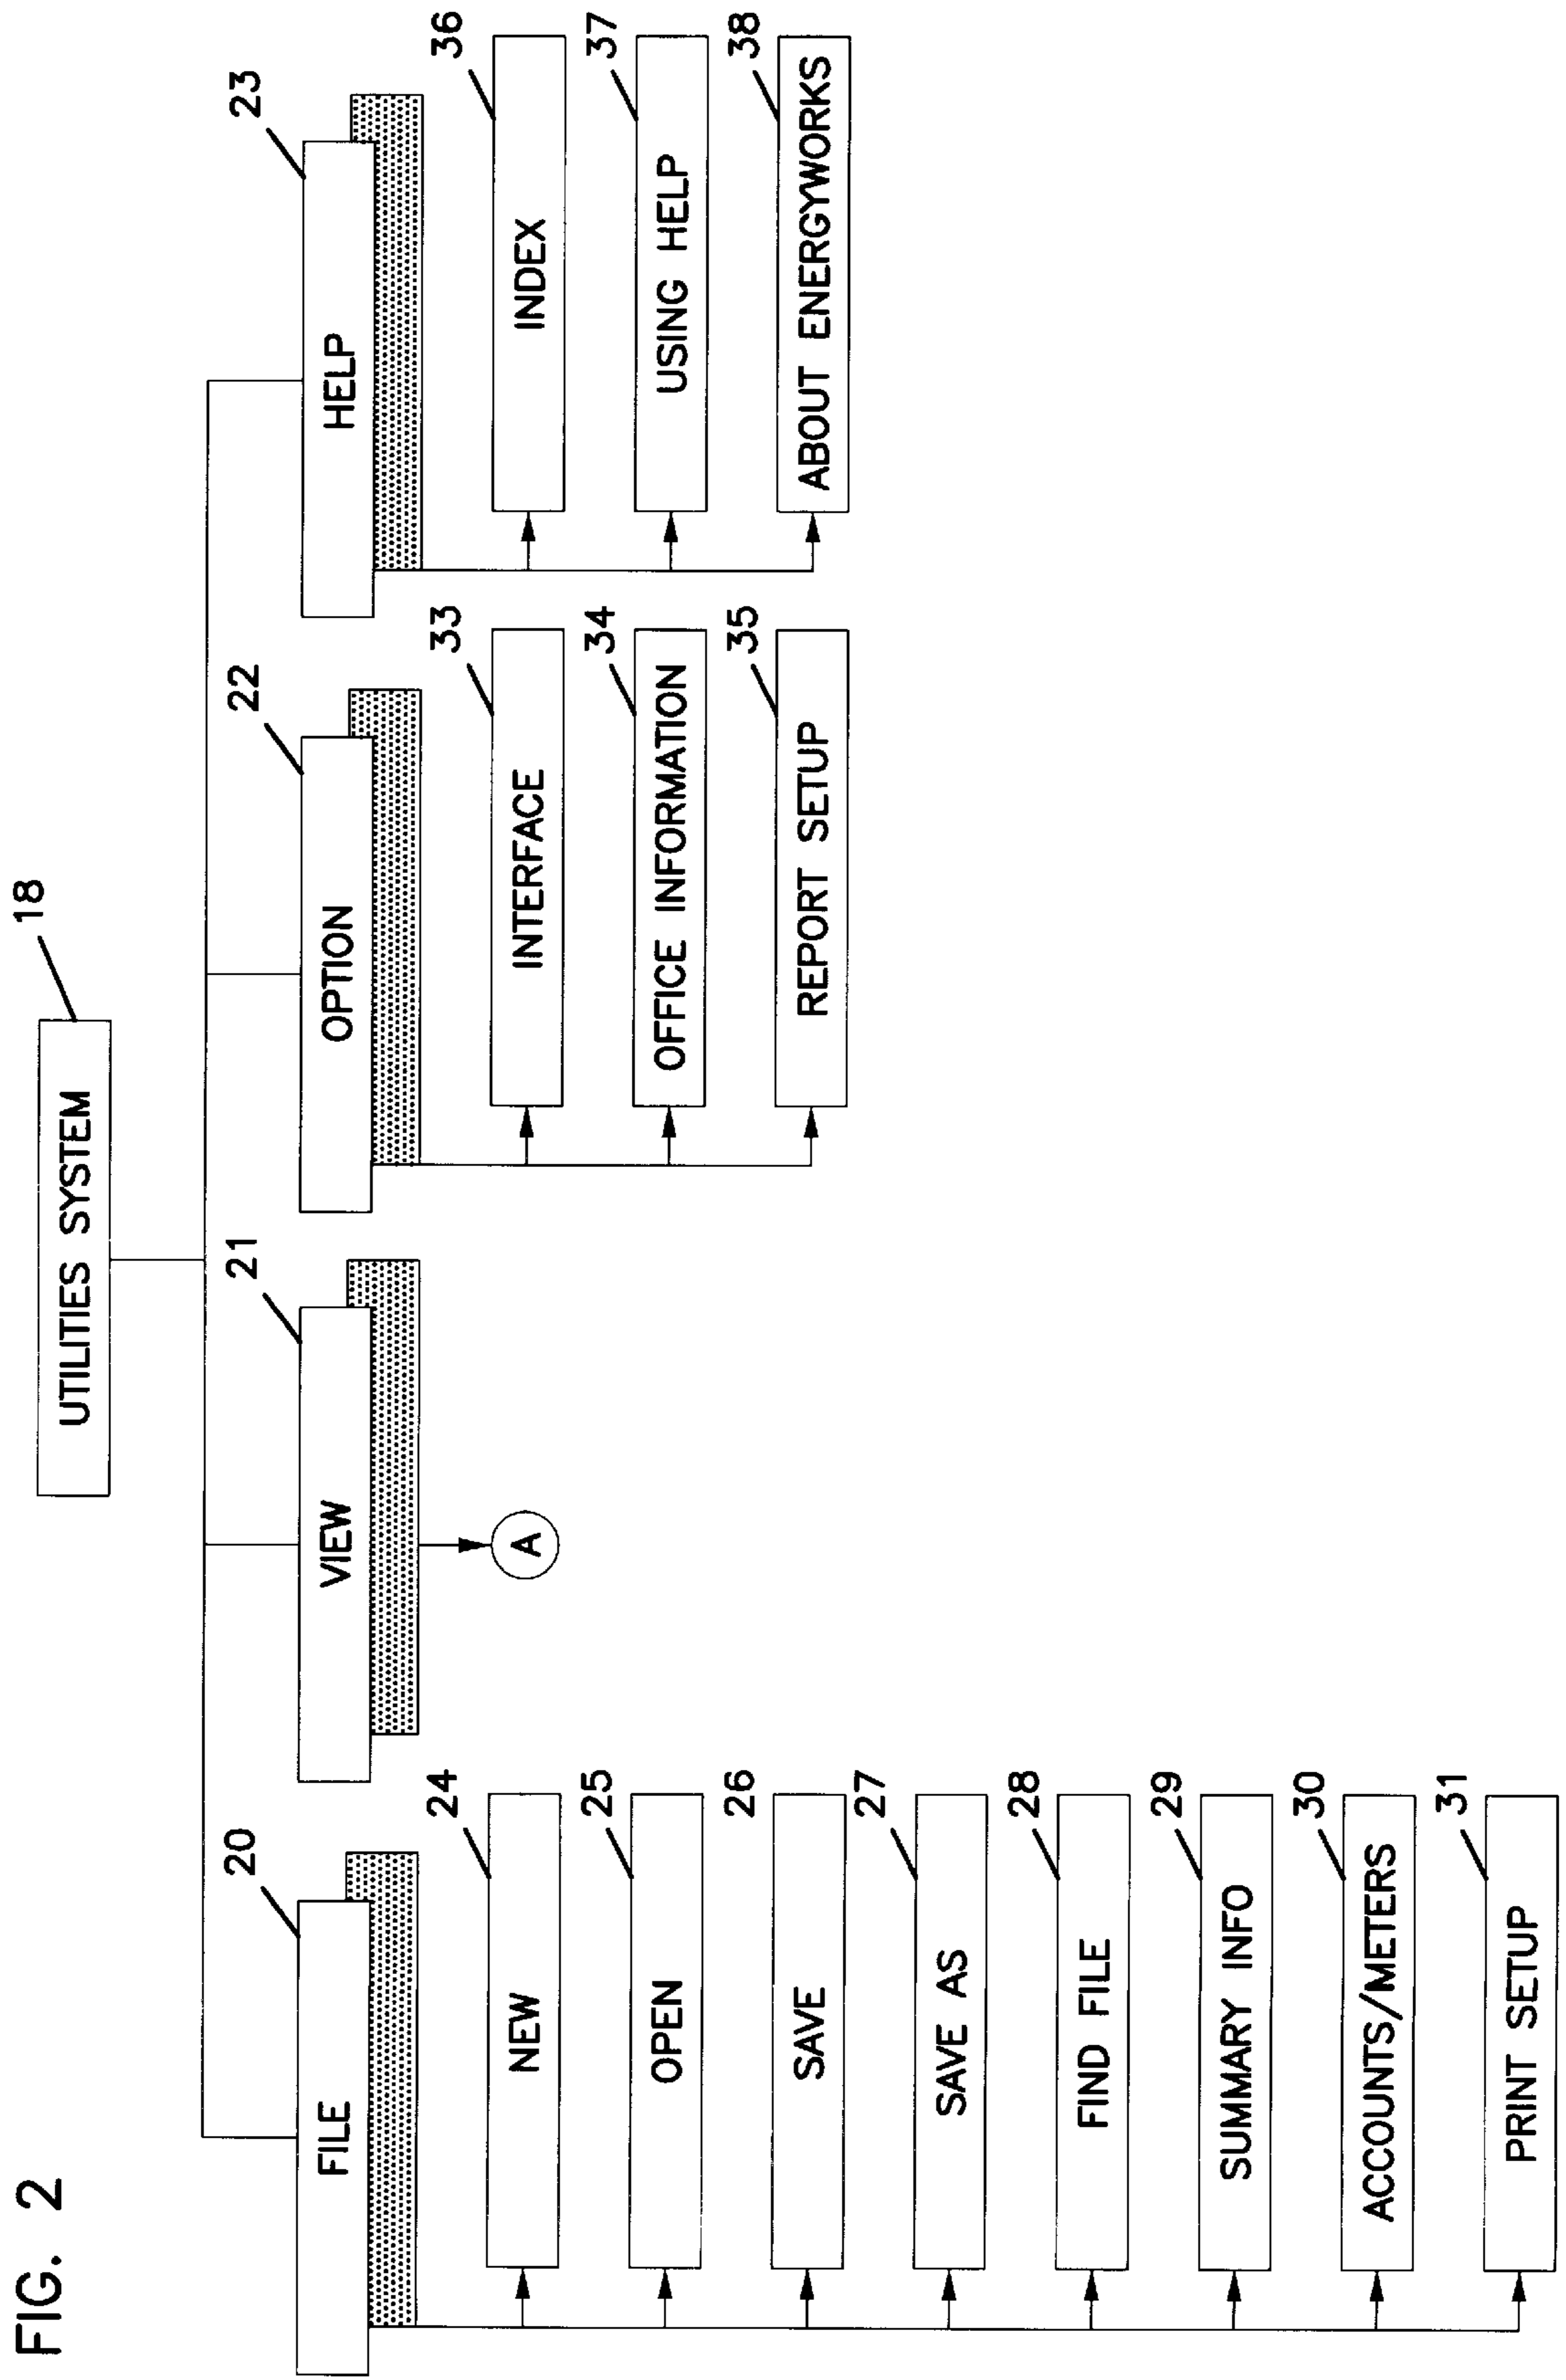 FIG. 2
UTILITIES SYSTEM
18
FILE
20
VIEW
21
OPTION
22
HELP
23
NEW
24
OPEN
25
SAVE
26
SAVE AS
27
FIND FILE
28
SUMMARY INFO
29
ACCOUNTS/METERS
30
PRINT SETUP
31
A
INTERFACE
33
OFFICE INFORMATION
34
REPORT SETUP
35
INDEX
36
USING HELP
37
ABOUT ENERGYWORKS
38